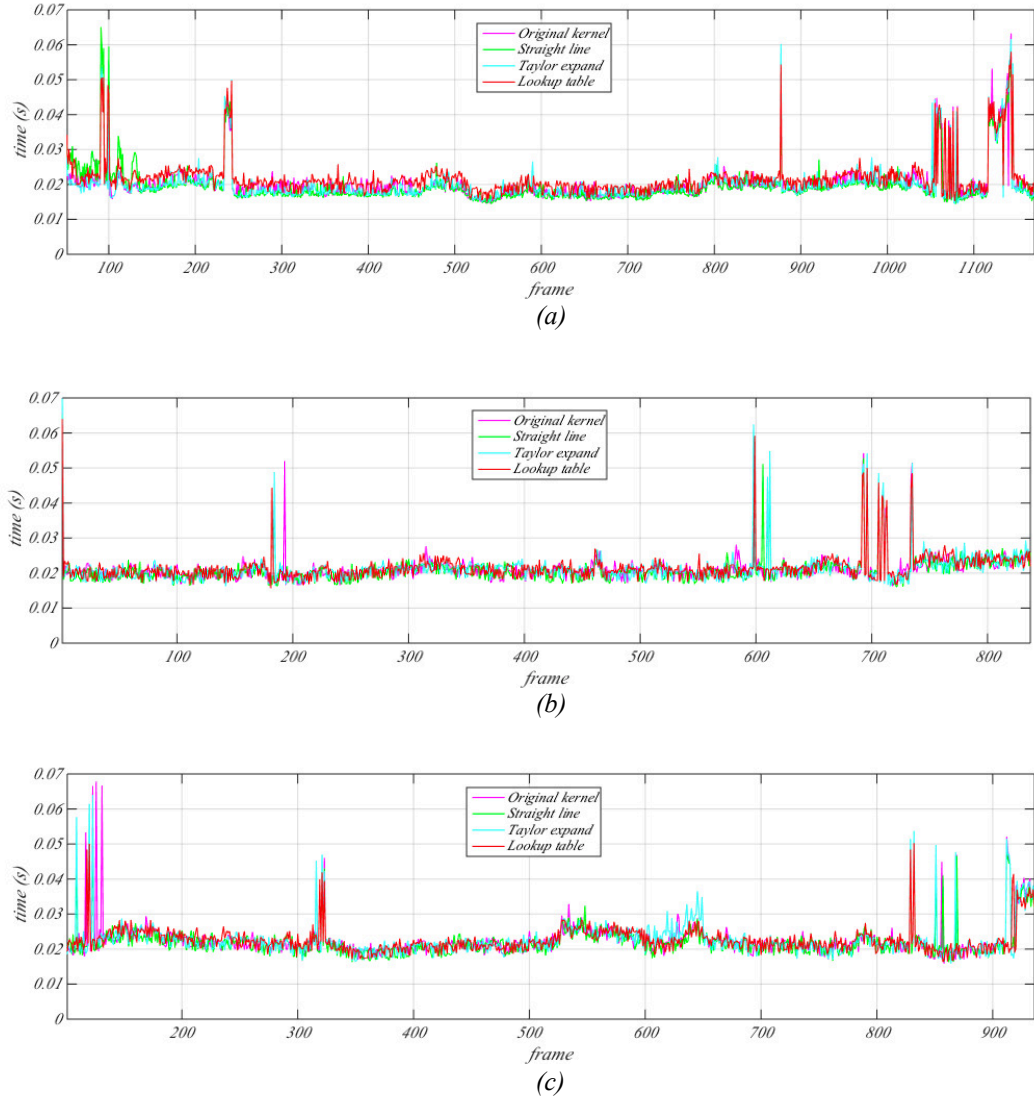 0.07
0.06
0.05
0.04
0.03
0.02
0.01
0
time (s)
Original kernel
Straight line
Taylor expand
Lookup table
100 200 300 400 500 600 700 800 900 1000 1100
frame
(a)
0.07
0.06
0.05
0.04
0.03
0.02
0.01
0
time (s)
Original kernel
Straight line
Taylor expand
Lookup table
100 200 300 400 500 600 700 800
frame
(b)
0.07
0.06
0.05
0.04
0.03
0.02
0.01
0
time (s)
Original kernel
Straight line
Taylor expand
Lookup table
200 300 400 500 600 700 800 900
frame
(c)